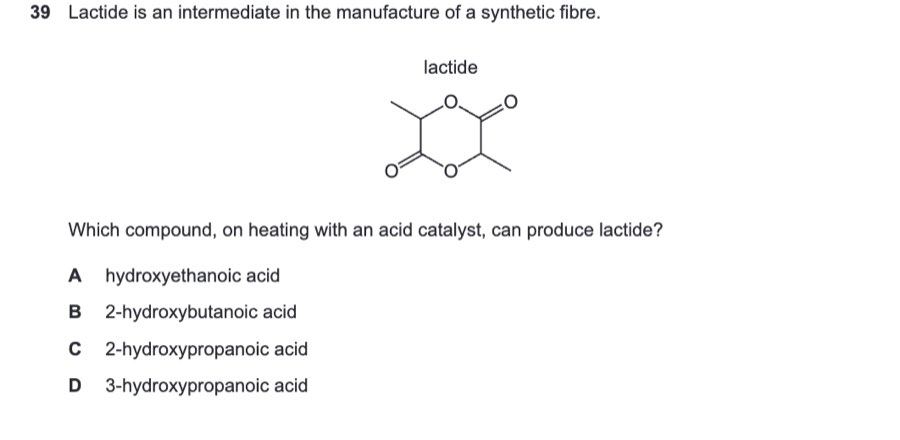 39 Lactide is an intermediate in the manufacture of a synthetic fibre.
lactide
O O
O O
Which compound, on heating with an acid catalyst, can produce lactide?
A hydroxyethanoic acid
B 2-hydroxybutanoic acid
C 2-hydroxypropanoic acid
D 3-hydroxypropanoic acid